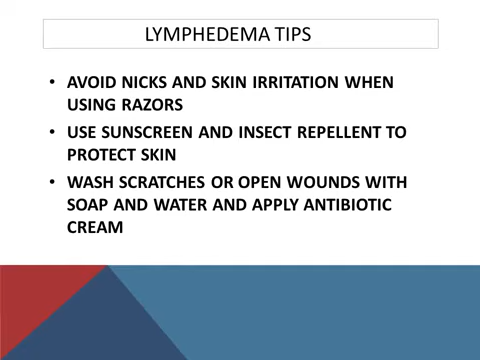 LYMPHEDEMA TIPS
• AVOID NICKS AND SKIN IRRITATION WHEN
USING RAZORS
• USE SUNSCREEN AND INSECT REPELLENT TO
PROTECT SKIN
• WASH SCRATCHES OR OPEN WOUNDS WITH
SOAP AND WATER AND APPLY ANTIBIOTIC
CREAM